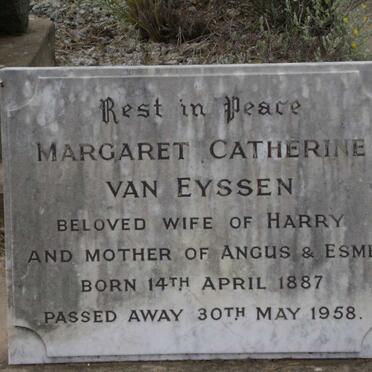 Rest in Peace
MARGARET CATHERINE
VAN EYSSEN
BELOVED WIFE OF HARRY
AND MOTHER OF ANGUS & ESME
BORN 14TH APRIL 1887
PASSED AWAY 30TH MAY 1958.